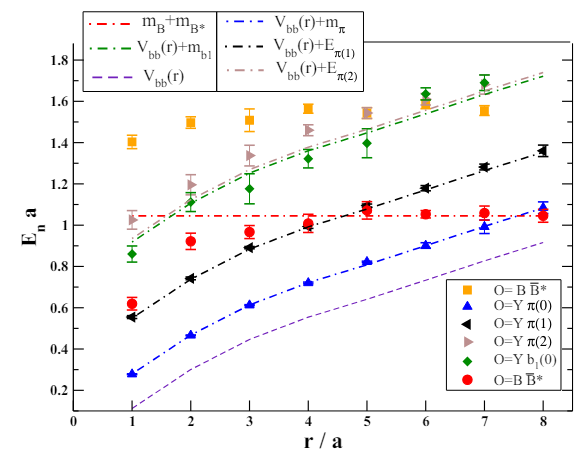 m_B+m_B*
V_bb(r)+m_b1
V_bb(r)
V_bb(r)+m_π
V_bb(r)+E_π(1)
V_bb(r)+E_π(2)
1.8
1.6
1.4
1.2
1
0.8
0.6
0.4
0.2
E_n a
0 1 2 3 4 5 6 7 8
r / a
O=B B̅*
O=Y π(0)
O=Y π(1)
O=Y π(2)
O=Y b_1(0)
O=B B̅*